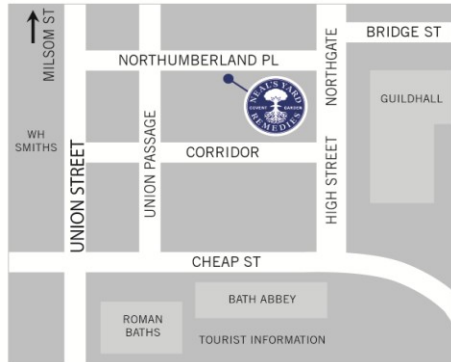 MILSOM ST
BRIDGE ST
NORTHUMBERLAND PL
NORTHGATE
NEAL'S YARD
COVENT GARDEN
REMEDIES
GUILDHALL
WH
SMITHS
UNION STREET
UNION PASSAGE
CORRIDOR
HIGH STREET
CHEAP ST
BATH ABBEY
ROMAN
BATHS
TOURIST INFORMATION